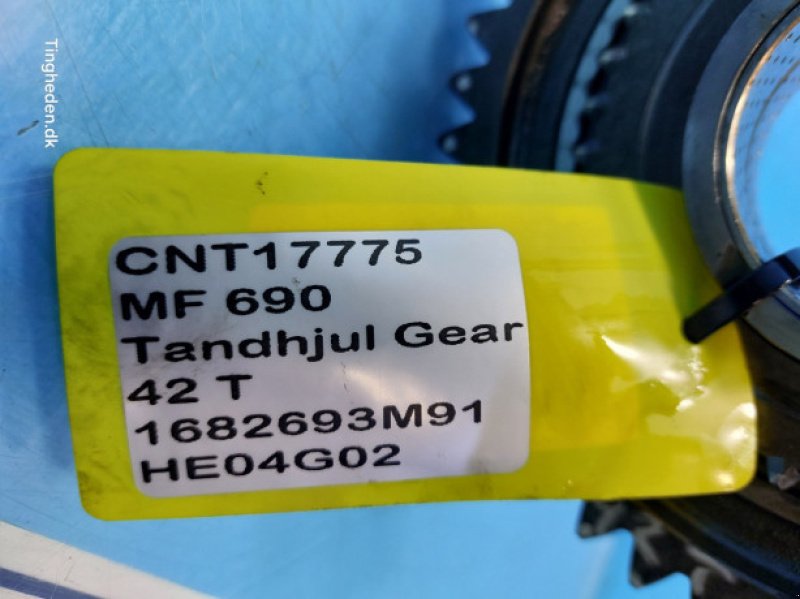 Tingheden.dk
CNT17775
MF 690
Tandhjul Gear
42 T
1682693M91
HE04G02